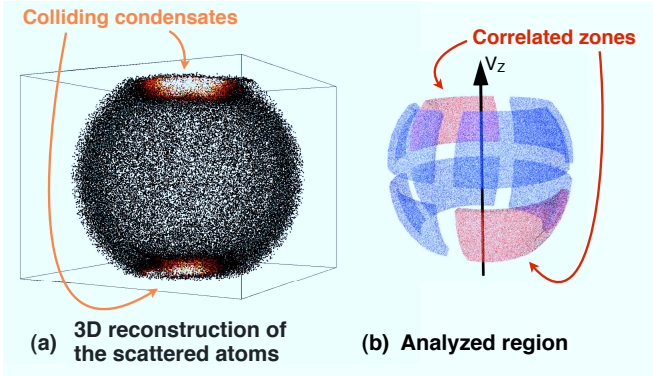 Colliding condensates
Correlated zones
Vz
(a) 3D reconstruction of
the scattered atoms
(b) Analyzed region